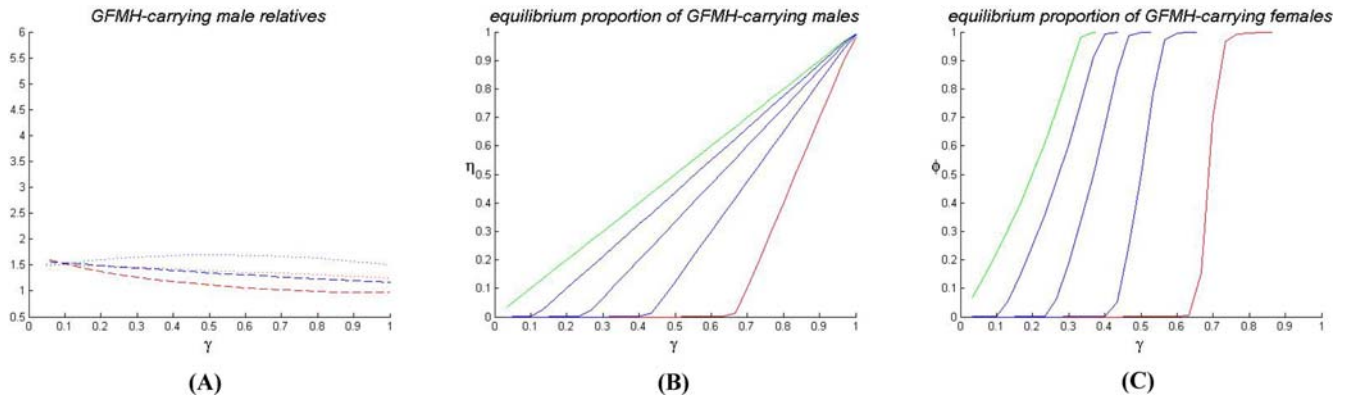 GFMH-carrying male relatives
6
5.5
5
4.5
4
3.5
3
2.5
2
1.5
1
0.5
0 0.1 0.2 0.3 0.4 0.5 0.6 0.7 0.8 0.9 1
γ
(A)
equilibrium proportion of GFMH-carrying males
1
0.9
0.8
0.7
0.6
η 0.5
0.4
0.3
0.2
0.1
0
0 0.1 0.2 0.3 0.4 0.5 0.6 0.7 0.8 0.9 1
γ
(B)
equilibrium proportion of GFMH-carrying females
1
0.9
0.8
0.7
0.6
ϕ 0.5
0.4
0.3
0.2
0.1
0
0 0.1 0.2 0.3 0.4 0.5 0.6 0.7 0.8 0.9 1
γ
(C)